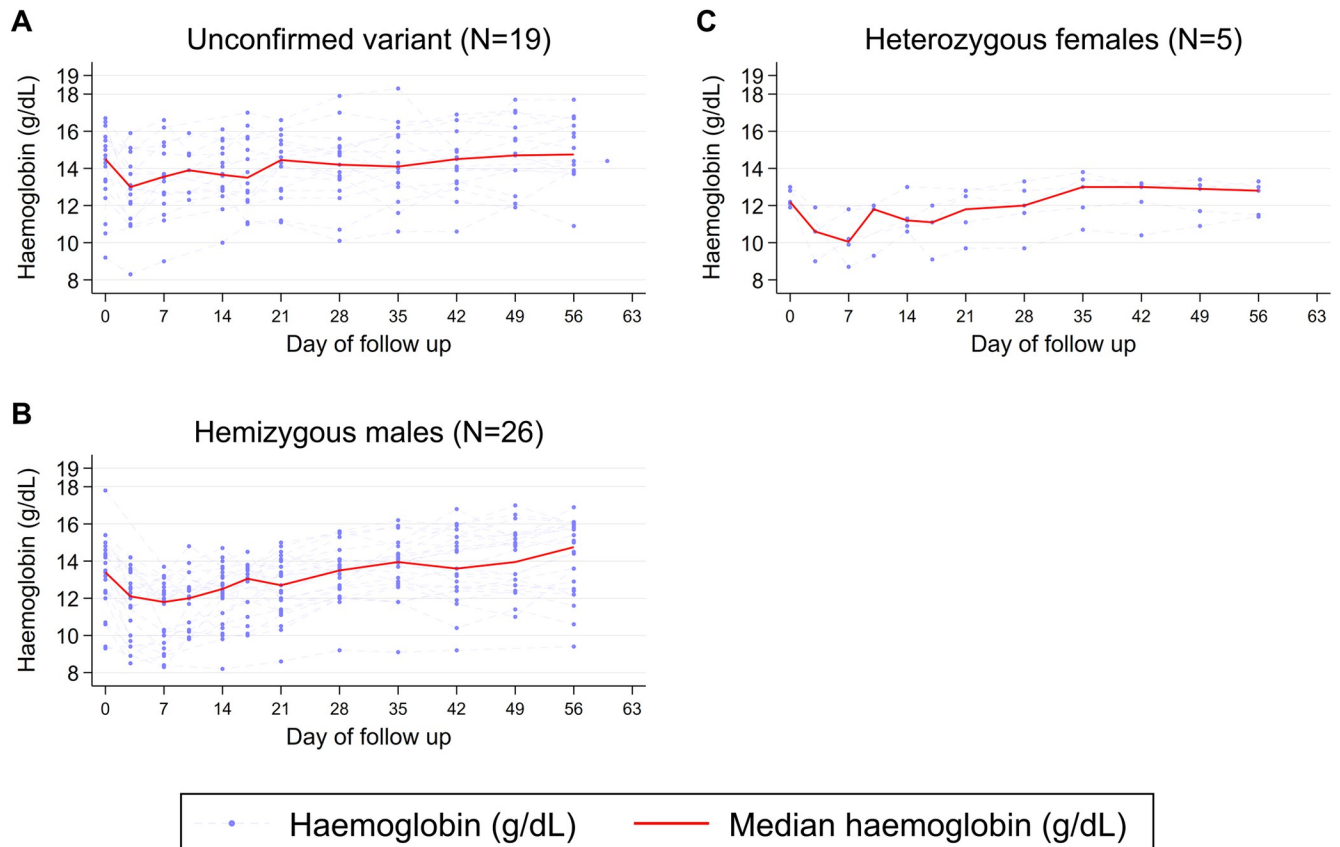 A
Unconfirmed variant (N=19)
Haemoglobin (g/dL)
19
18
16
14
12
10
8
0 7 14 21 28 35 42 49 56 63
Day of follow up
C
Heterozygous females (N=5)
Haemoglobin (g/dL)
19
18
16
14
12
10
8
0 7 14 21 28 35 42 49 56 63
Day of follow up
B
Hemizygous males (N=26)
Haemoglobin (g/dL)
19
18
16
14
12
10
8
0 7 14 21 28 35 42 49 56 63
Day of follow up
Haemoglobin (g/dL) Median haemoglobin (g/dL)